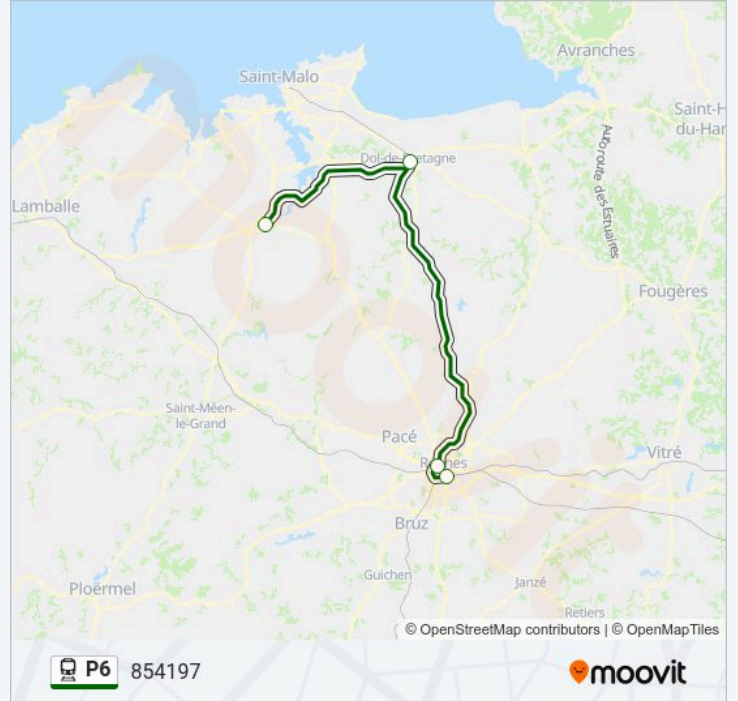 Avranches
Saint-Malo
Saint-H
du-Har
Autoroute des Estuaires
Dol-de-Bretagne
Lamballe
Fougères
Saint-Méen-
le-Grand
Pacé
Rennes
Vitré
Bruz
Guichen
Janzé
Ploërmel
Retiers
© OpenStreetMap contributors | © OpenMapTiles
P6 854197
moovit